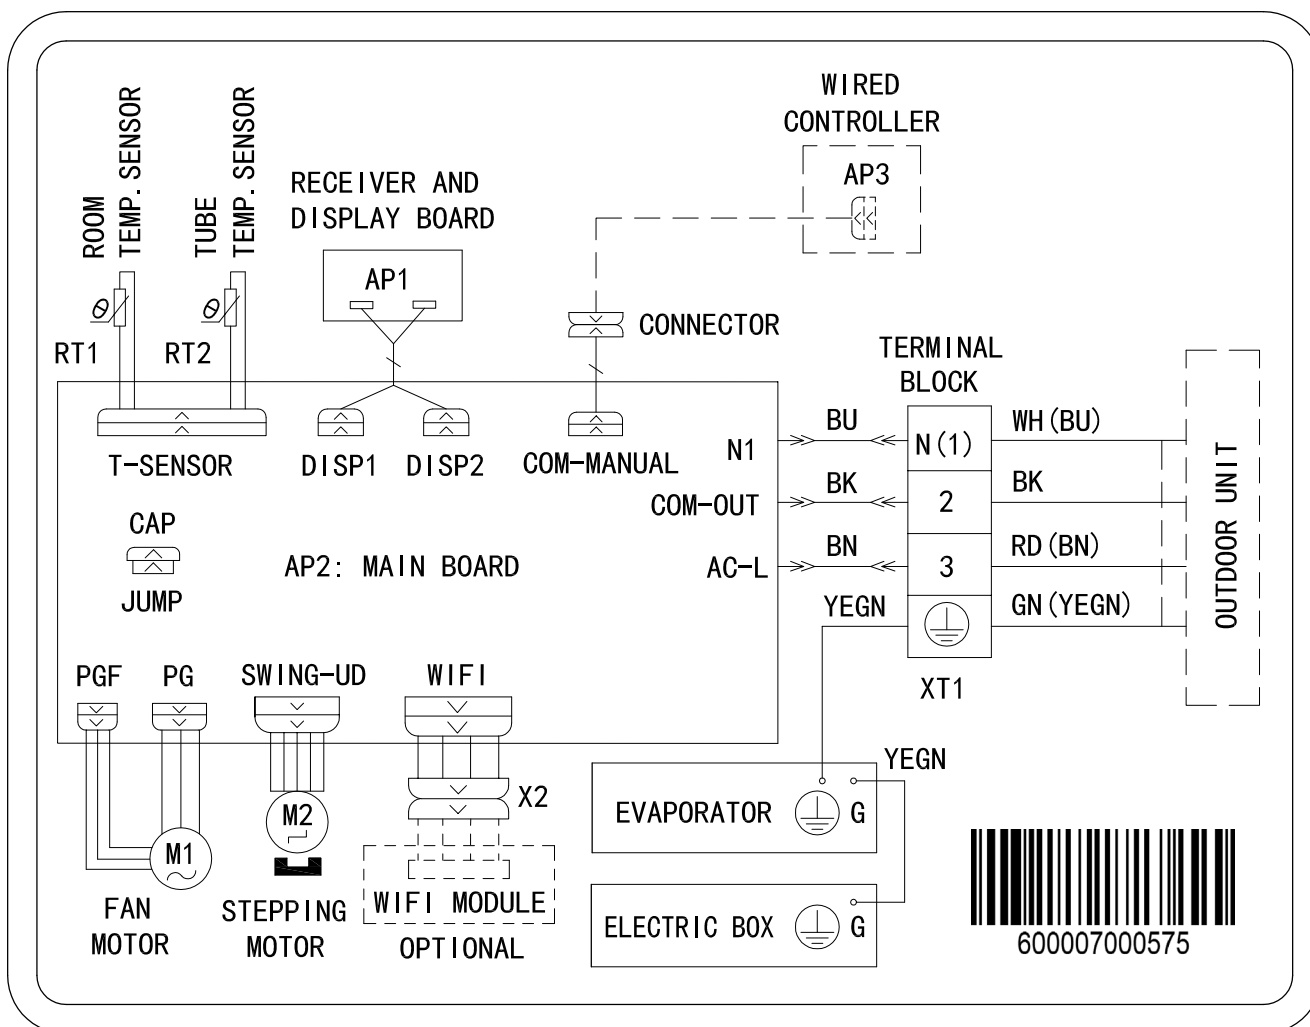 WIRED
CONTROLLER
AP3
ROOM
TEMP. SENSOR
TUBE
TEMP. SENSOR
RECEIVER AND
DISPLAY BOARD
AP1
θ
θ
RT1
RT2
CONNECTOR
TERMINAL
BLOCK
T-SENSOR
DISP1
DISP2
COM-MANUAL
N1
BU
N(1)
WH(BU)
COM-OUT
BK
2
BK
AC-L
BN
3
RD(BN)
YEGN
GN(YEGN)
OUTDOOR UNIT
XT1
CAP
JUMP
AP2: MAIN BOARD
PGF
PG
SWING-UD
WIFI
X2
M1
M2
FAN
MOTOR
STEPPING
MOTOR
WIFI MODULE
OPTIONAL
YEGN
EVAPORATOR
G
ELECTRIC BOX
G
600007000575